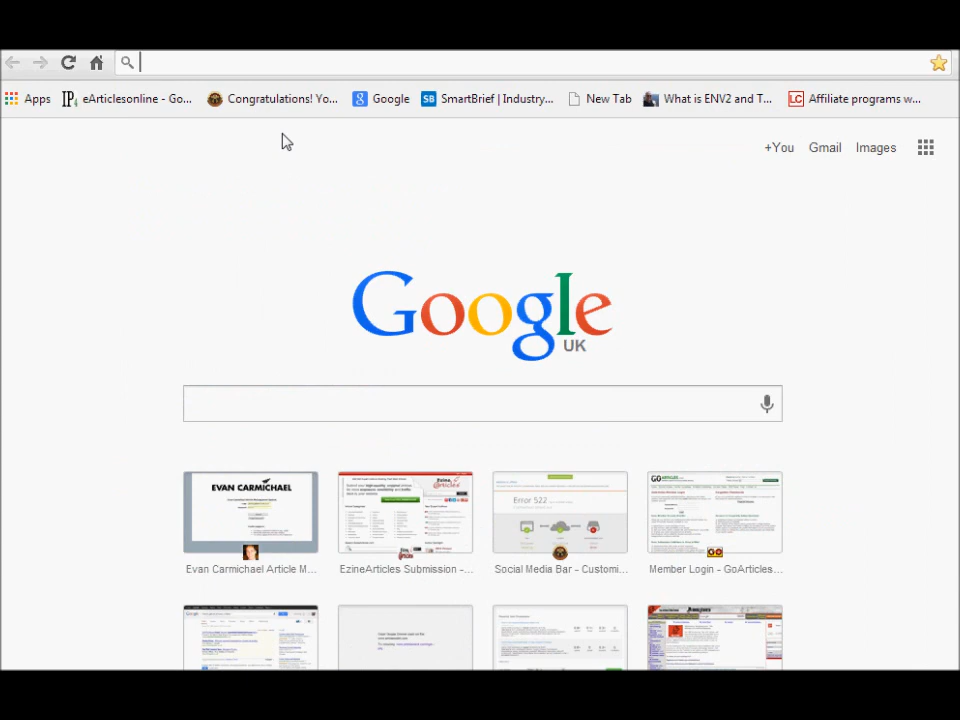 Apps eArticlesonline - Go... Congratulations! Yo... Google SmartBrief | Industry... New Tab What is ENV2 and T... Affiliate programs w...
+You Gmail Images
Google
UK
EVAN CARMICHAEL
Error 522
Evan Carmichael Article M... EzineArticles Submission -... Social Media Bar - Customi... Member Login - GoArticles...